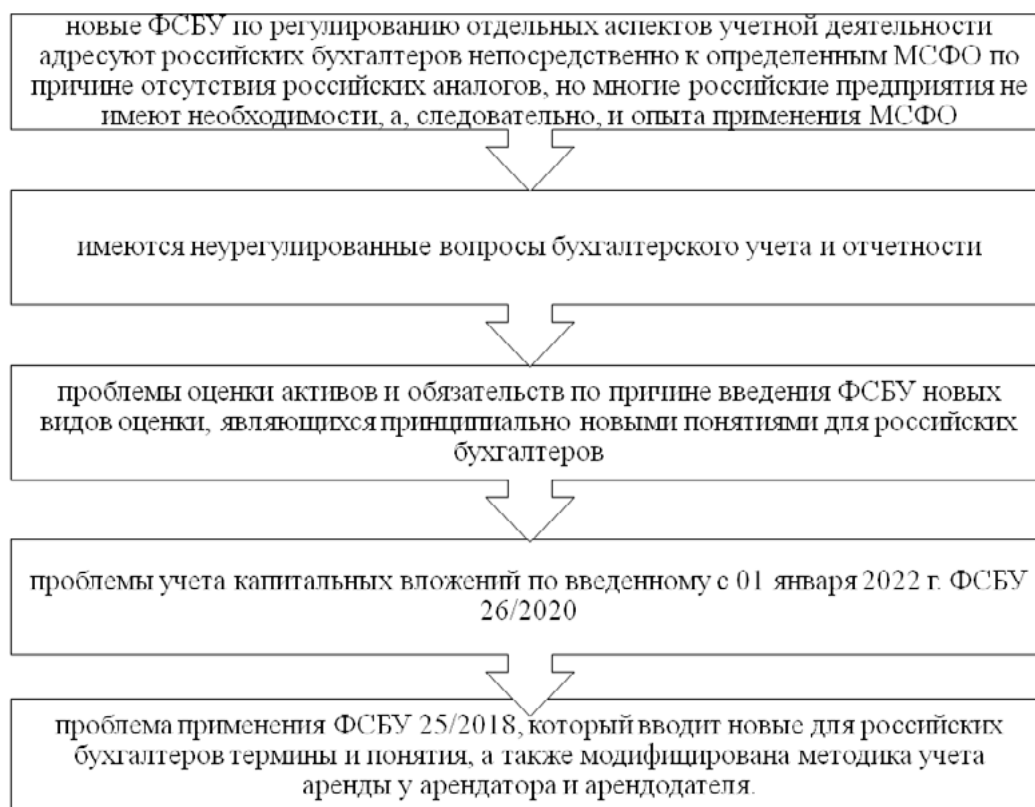 новые ФСБУ по регулированию отдельных аспектов учетной деятельности
адресуют российских бухгалтеров непосредственно к определенным МСФО по
причине отсутствия российских аналогов, но многие российские предприятия не
имеют необходимости, а, следовательно, и опыта применения МСФО
имеются неурегулированные вопросы бухгалтерского учета и отчетности
проблемы оценки активов и обязательств по причине введения ФСБУ новых
видов оценки, являющихся принципиально новыми понятиями для российских
бухгалтеров
проблемы учета капитальных вложений по введенному с 01 января 2022 г. ФСБУ
26/2020
проблема применения ФСБУ 25/2018, который вводит новые для российских
бухгалтеров термины и понятия, а также модифицирована методика учета
аренды у арендатора и арендодателя.